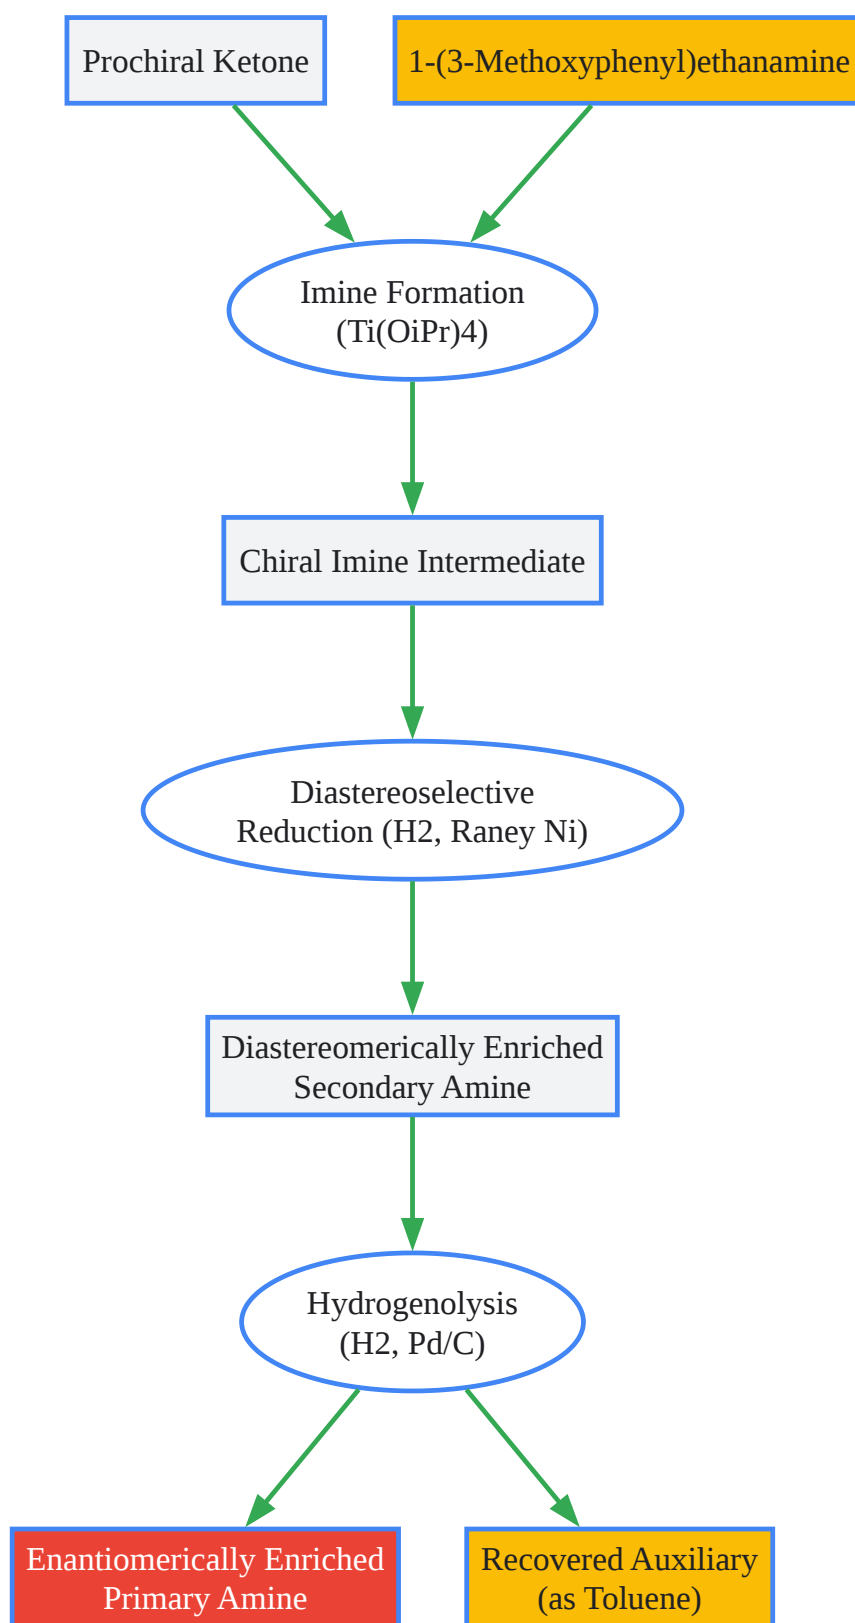 Prochiral Ketone
1-(3-Methoxyphenyl)ethanamine
Imine Formation
(Ti(OiPr)4)
Chiral Imine Intermediate
Diastereoselective
Reduction (H2, Raney Ni)
Diastereomerically Enriched
Secondary Amine
Hydrogenolysis
(H2, Pd/C)
Enantiomerically Enriched
Primary Amine
Recovered Auxiliary
(as Toluene)